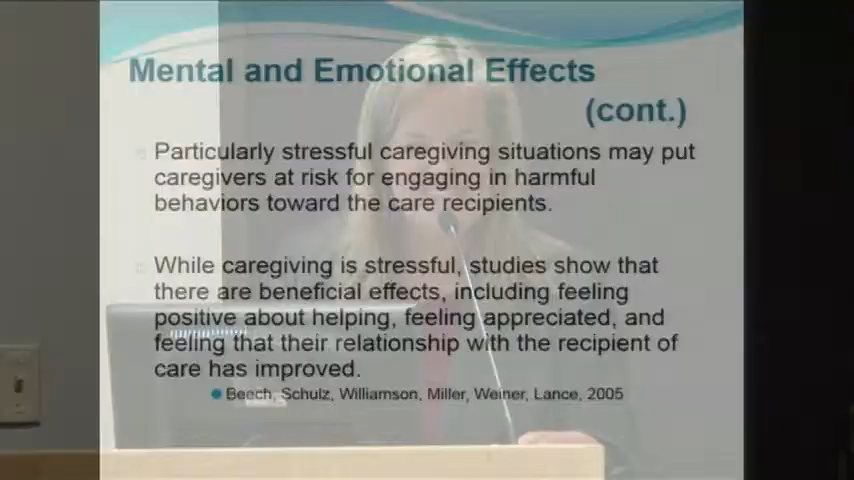 Mental and Emotional Effects
(cont.)
Particularly stressful caregiving situations may put
caregivers at risk for engaging in harmful
behaviors toward the care recipients.
While caregiving is stressful, studies show that
there are beneficial effects, including feeling
positive about helping, feeling appreciated, and
feeling that their relationship with the recipient of
care has improved.
Beech, Schulz, Williamson, Miller, Weiner, Lance, 2005